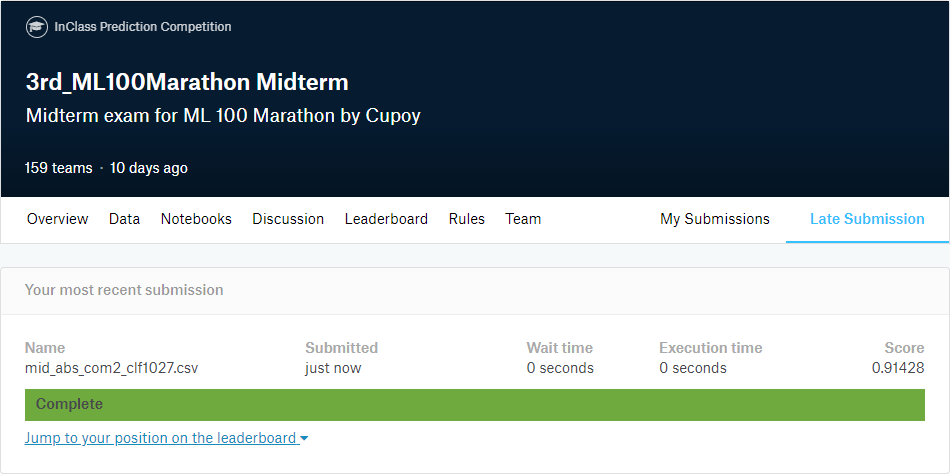 InClass Prediction Competition
3rd_ML100Marathon Midterm
Midterm exam for ML 100 Marathon by Cupoy
159 teams · 10 days ago
Overview Data Notebooks Discussion Leaderboard Rules Team My Submissions Late Submission
Your most recent submission
Name Submitted Wait time Execution time Score
mid_abs_com2_clf1027.csv just now 0 seconds 0 seconds 0.91428
Complete
Jump to your position on the leaderboard